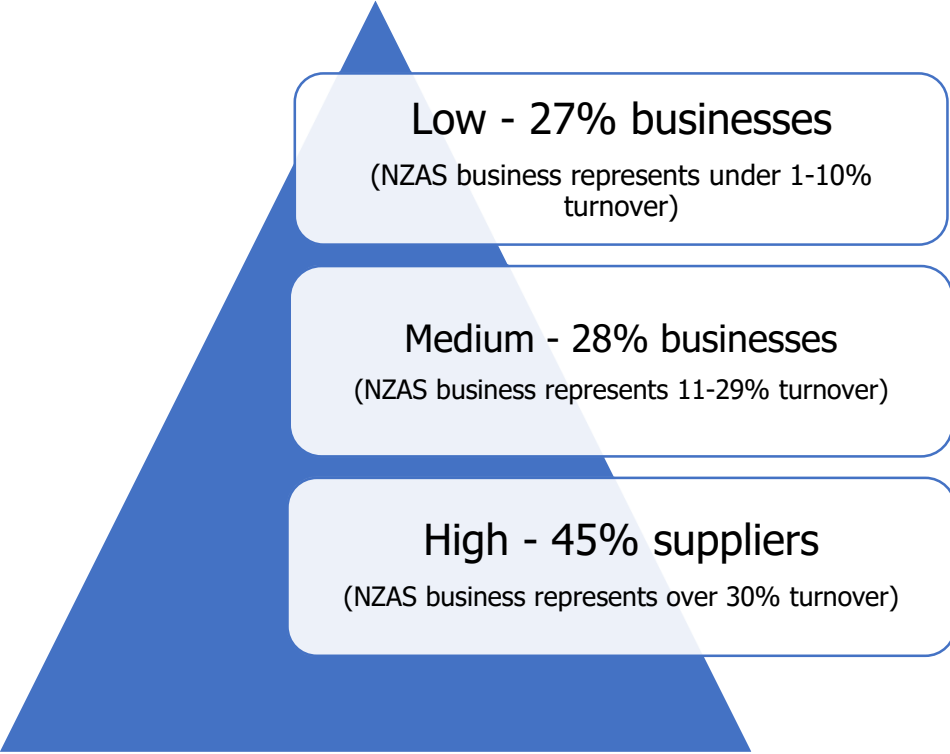 Low - 27% businesses
(NZAS business represents under 1-10%
turnover)
Medium - 28% businesses
(NZAS business represents 11-29% turnover)
High - 45% suppliers
(NZAS business represents over 30% turnover)